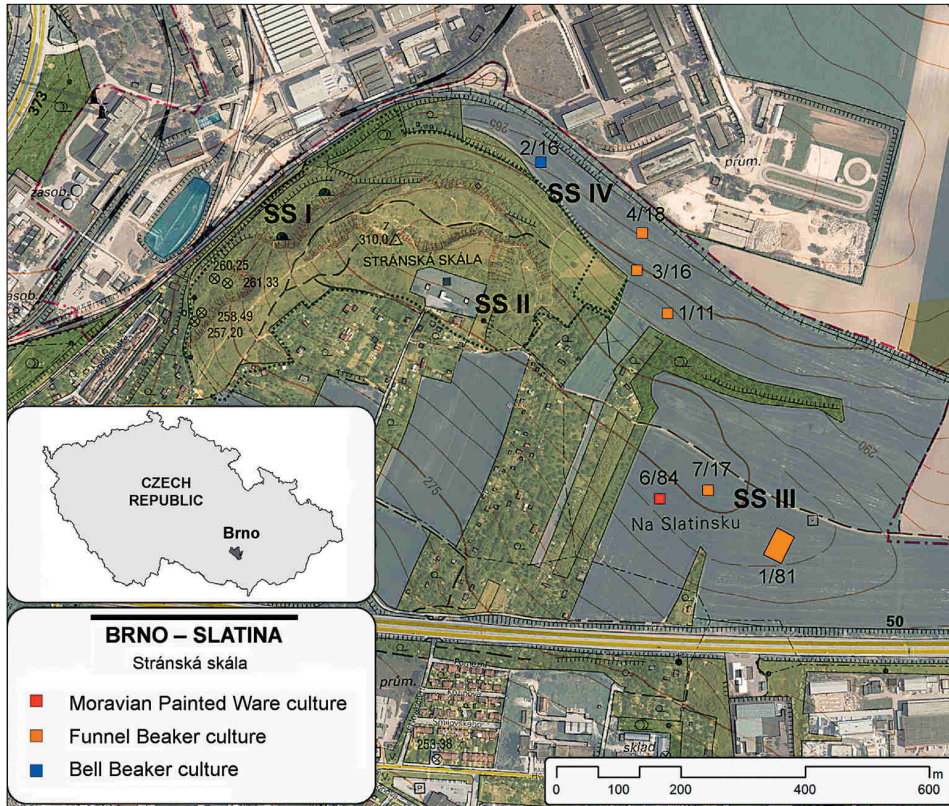 373
265
2/16
prům.
zásob.
SS I
SS IV
4/18
7
310,0
STRÁNSKÁ SKÁLA
3/16
260,25
261,33
SS II
zásob.
1/11
258,49
257,20
290
CZECH
REPUBLIC
Brno
275
6/84
7/17
SS III
Na Slatinsku
1/81
50
BRNO – SLATINA
Stránská skála
Moravian Painted Ware culture
Funnel Beaker culture
Bell Beaker culture
prům.
253,38
sklad
m
0 100 200 400 600